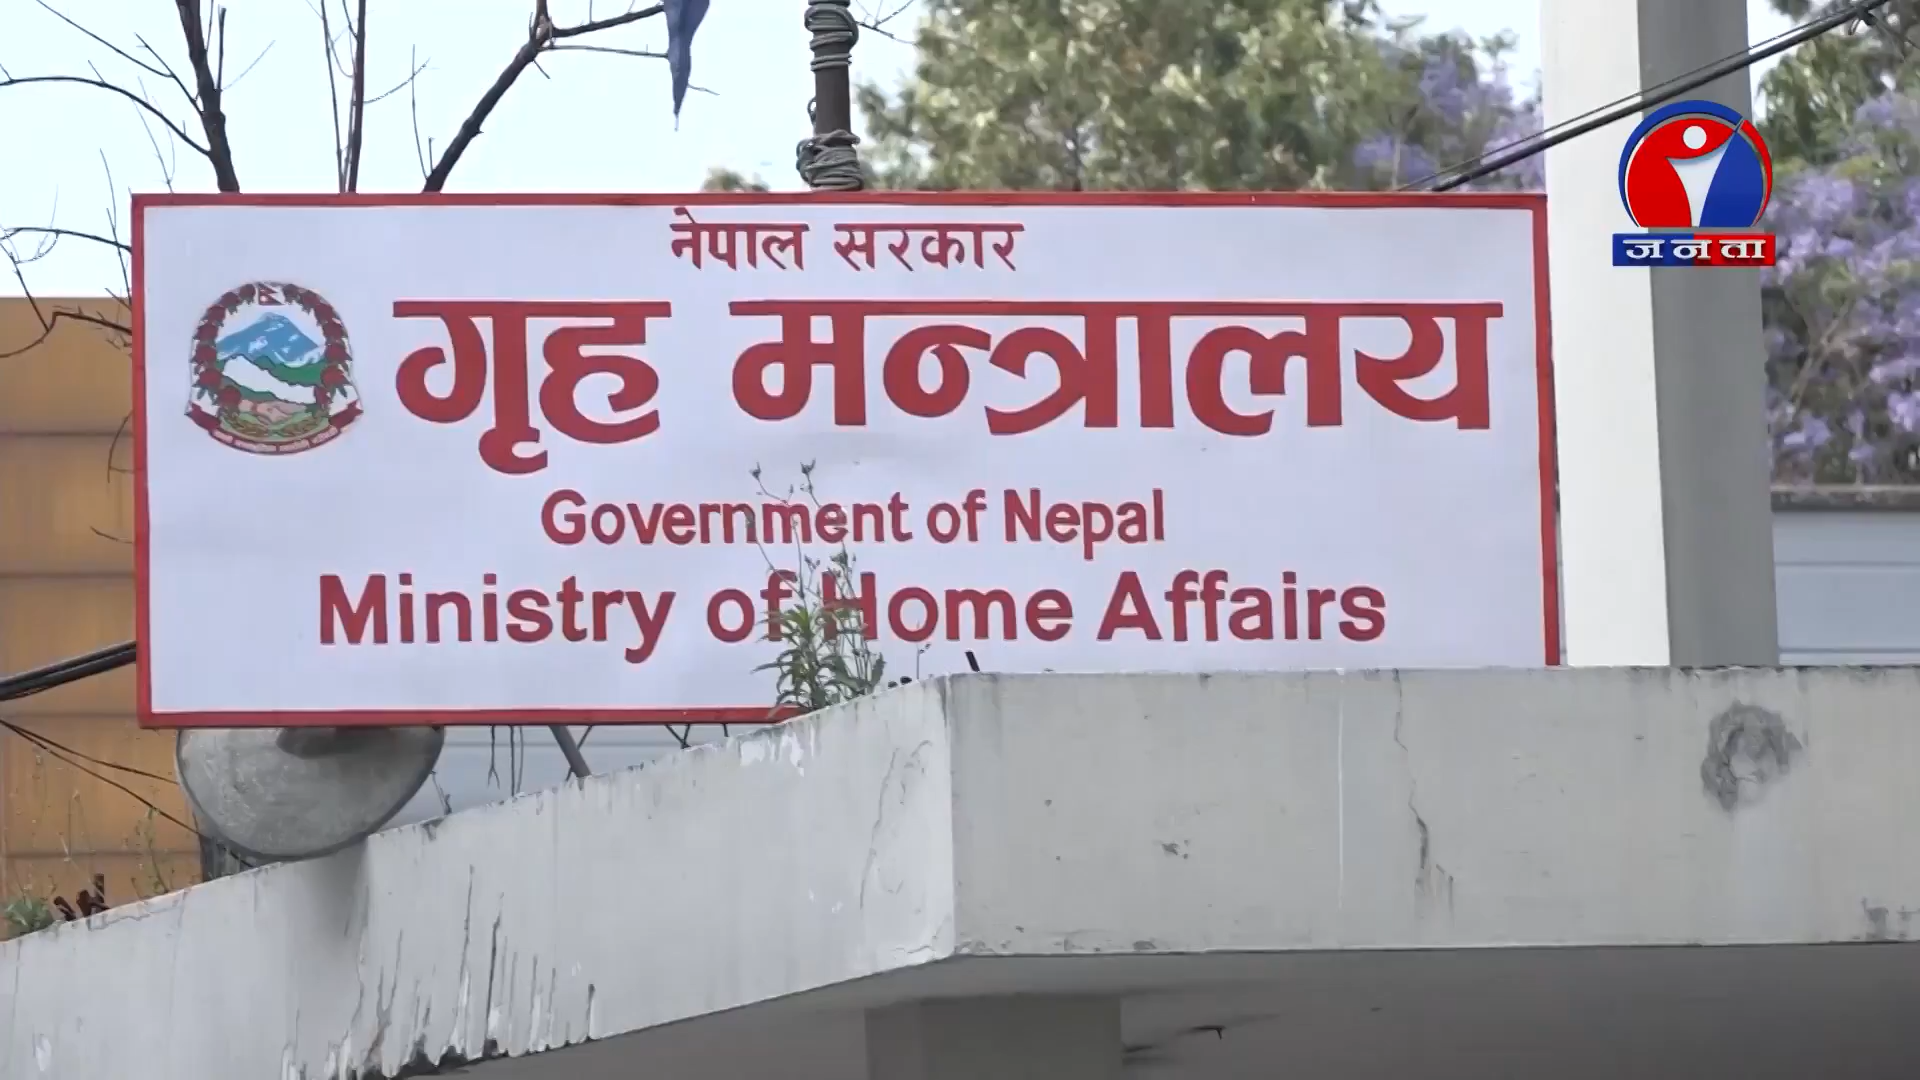 नेपाल सरकार
गृह मन्त्रालय
Government of Nepal
Ministry of Home Affairs
जनता